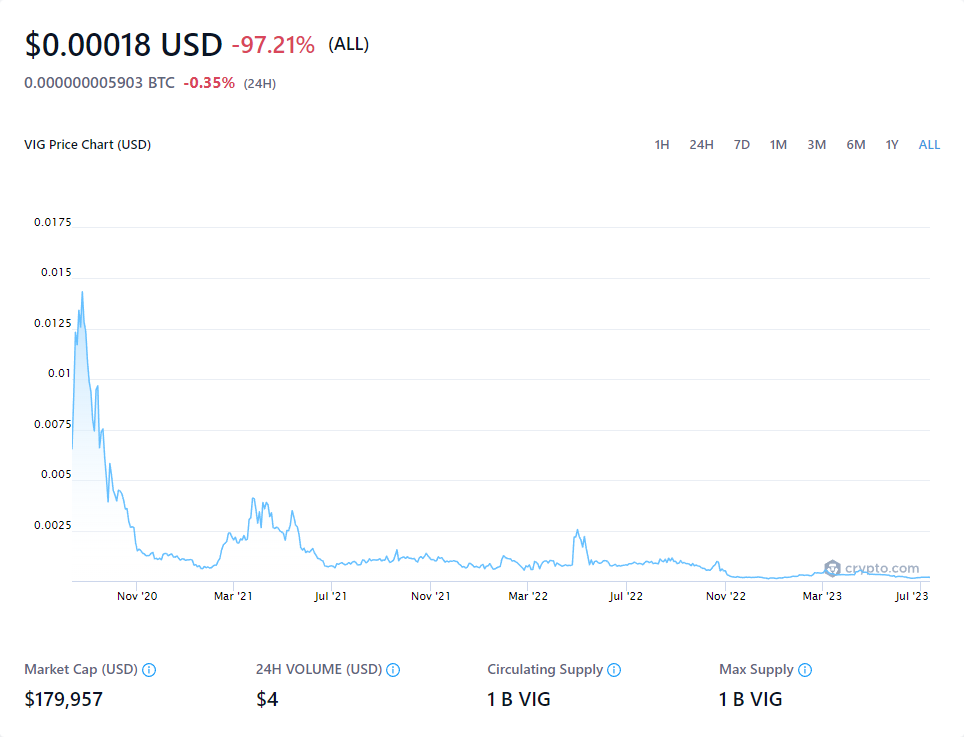 $0.00018 USD -97.21% (ALL)
0.000000005903 BTC -0.35% (24H)
VIG Price Chart (USD) 1H 24H 7D 1M 3M 6M 1Y ALL
0.0175
0.015
0.0125
0.01
0.0075
0.005
0.0025
crypto.com
Nov '20 Mar '21 Jul '21 Nov '21 Mar '22 Jul '22 Nov '22 Mar '23 Jul '23
Market Cap (USD) 24H VOLUME (USD) Circulating Supply Max Supply
$179,957 $4 1 B VIG 1 B VIG